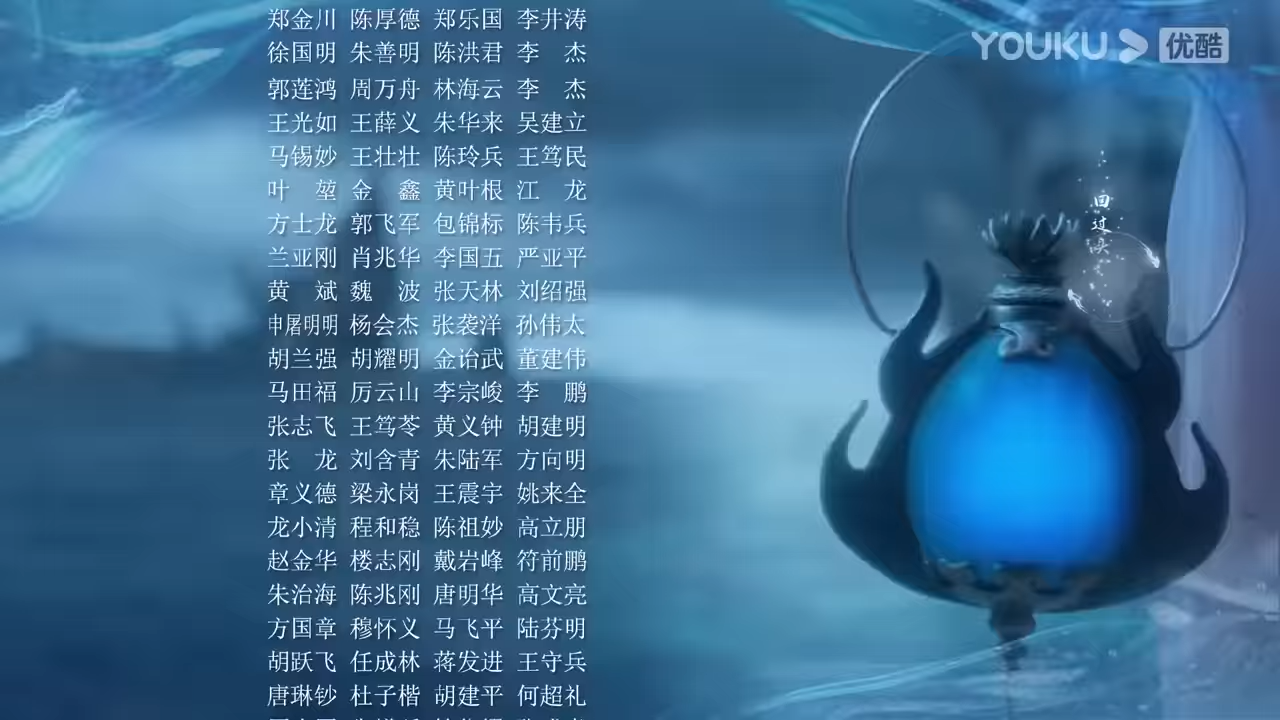 郑金川 陈厚德 郑乐国 李井涛
徐国明 朱善明 陈洪君 李 杰
郭莲鸿 周万舟 林海云 李 杰
王光如 王薛义 朱华来 吴建立
马锡妙 王壮壮 陈玲兵 王笃民
叶 堃 金 鑫 黄叶根 江 龙
方士龙 郭飞军 包锦标 陈韦兵
兰亚刚 肖兆华 李国五 严亚平
黄 斌 魏 波 张天林 刘绍强
申屠明明 杨会杰 张袭洋 孙伟太
胡兰强 胡耀明 金诒武 董建伟
马田福 厉云山 李宗峻 李 鹏
张志飞 王笃苓 黄义钟 胡建明
张 龙 刘含青 朱陆军 方向明
章义德 梁永岗 王震宇 姚来全
龙小清 程和稳 陈祖妙 高立朋
赵金华 楼志刚 戴岩峰 符前鹏
朱治海 陈兆刚 唐明华 高文亮
方国章 穆怀义 马飞平 陆芬明
胡跃飞 任成林 蒋发进 王守兵
唐琳钞 杜子楷 胡建平 何超礼
YOUKU 优酷
回过头